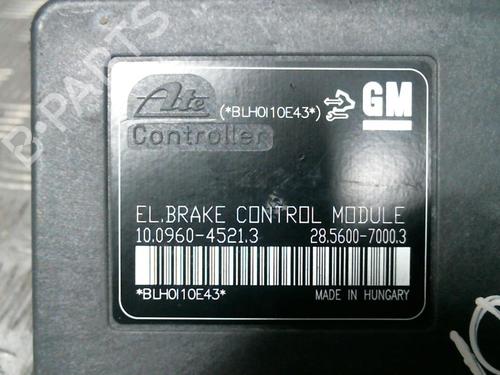 B-PARTS
Ate
(*BLH0I10E43*)
GM
Controller
EL.BRAKE CONTROL MODULE
10.0960-4521.3 28.5600-7000.3
*BLH0I10E43*
MADE IN HUNGARY